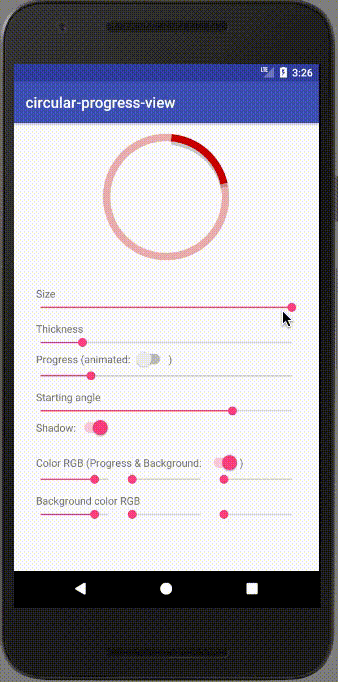 LTE 3:26
circular-progress-view
Size
Thickness
Progress (animated: )
Starting angle
Shadow:
Color RGB (Progress & Background: )
Background color RGB